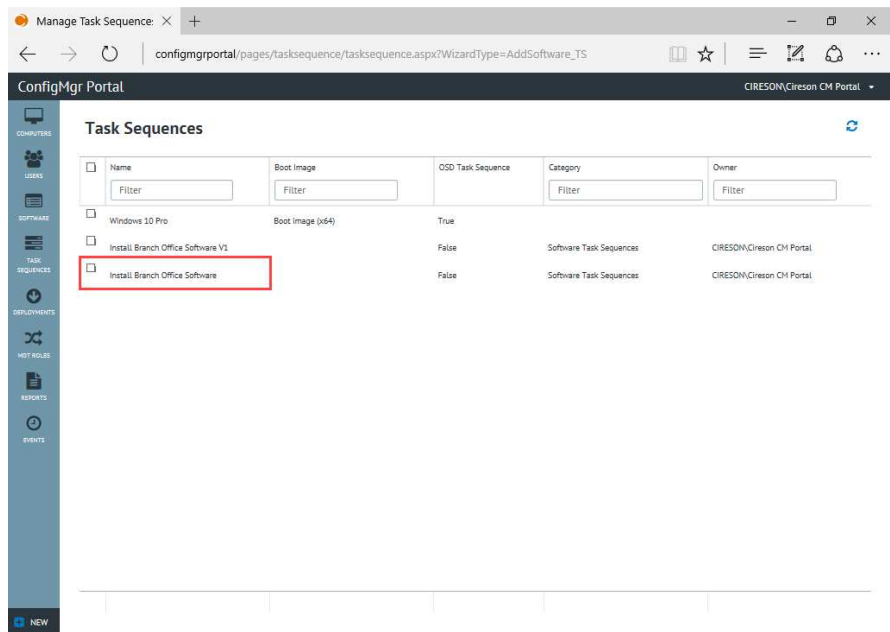 Manage Task Sequence:
configmgrportal/pages/tasksequence/tasksequence.aspx?WizardType=AddSoftware_TS
ConfigMgr Portal
CIRESON\Cireson CM Portal
COMPUTERS
USERS
SOFTWARE
TASK
SEQUENCES
DEPLOYMENTS
MDT ROLES
REPORTS
EVENTS
NEW
Task Sequences
Name Boot Image OSD Task Sequence Category Owner
Filter Filter Filter Filter
Windows 10 Pro Boot image (x64) True
Install Branch Office Software V1 False Software Task Sequences CIRESON\Cireson CM Portal
Install Branch Office Software False Software Task Sequences CIRESON\Cireson CM Portal